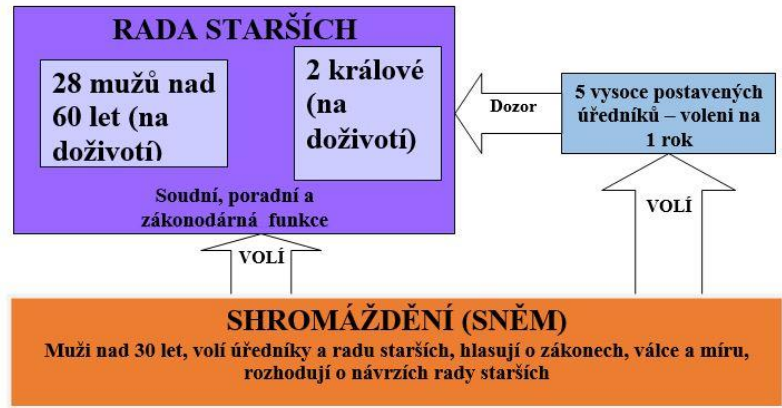 RADA STARŠÍCH
28 mužů nad
60 let (na
doživotí)
2 králové
(na
doživotí)
Soudní, poradní a
zákonodárná funkce
Dozor
5 vysoce postavených
úředníků – voleni na
1 rok
VOLÍ
VOLÍ
SHROMÁŽDĚNÍ (SNĚM)
Muži nad 30 let, volí úředníky a radu starších, hlasují o zákonech, válce a míru,
rozhodují o návrzích rady starších